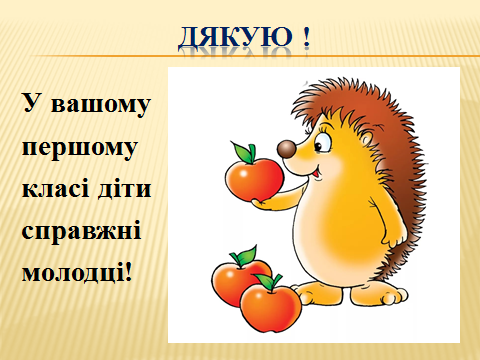 ДЯКУЮ !
У вашому
першому
класі діти
справжні
молодці!